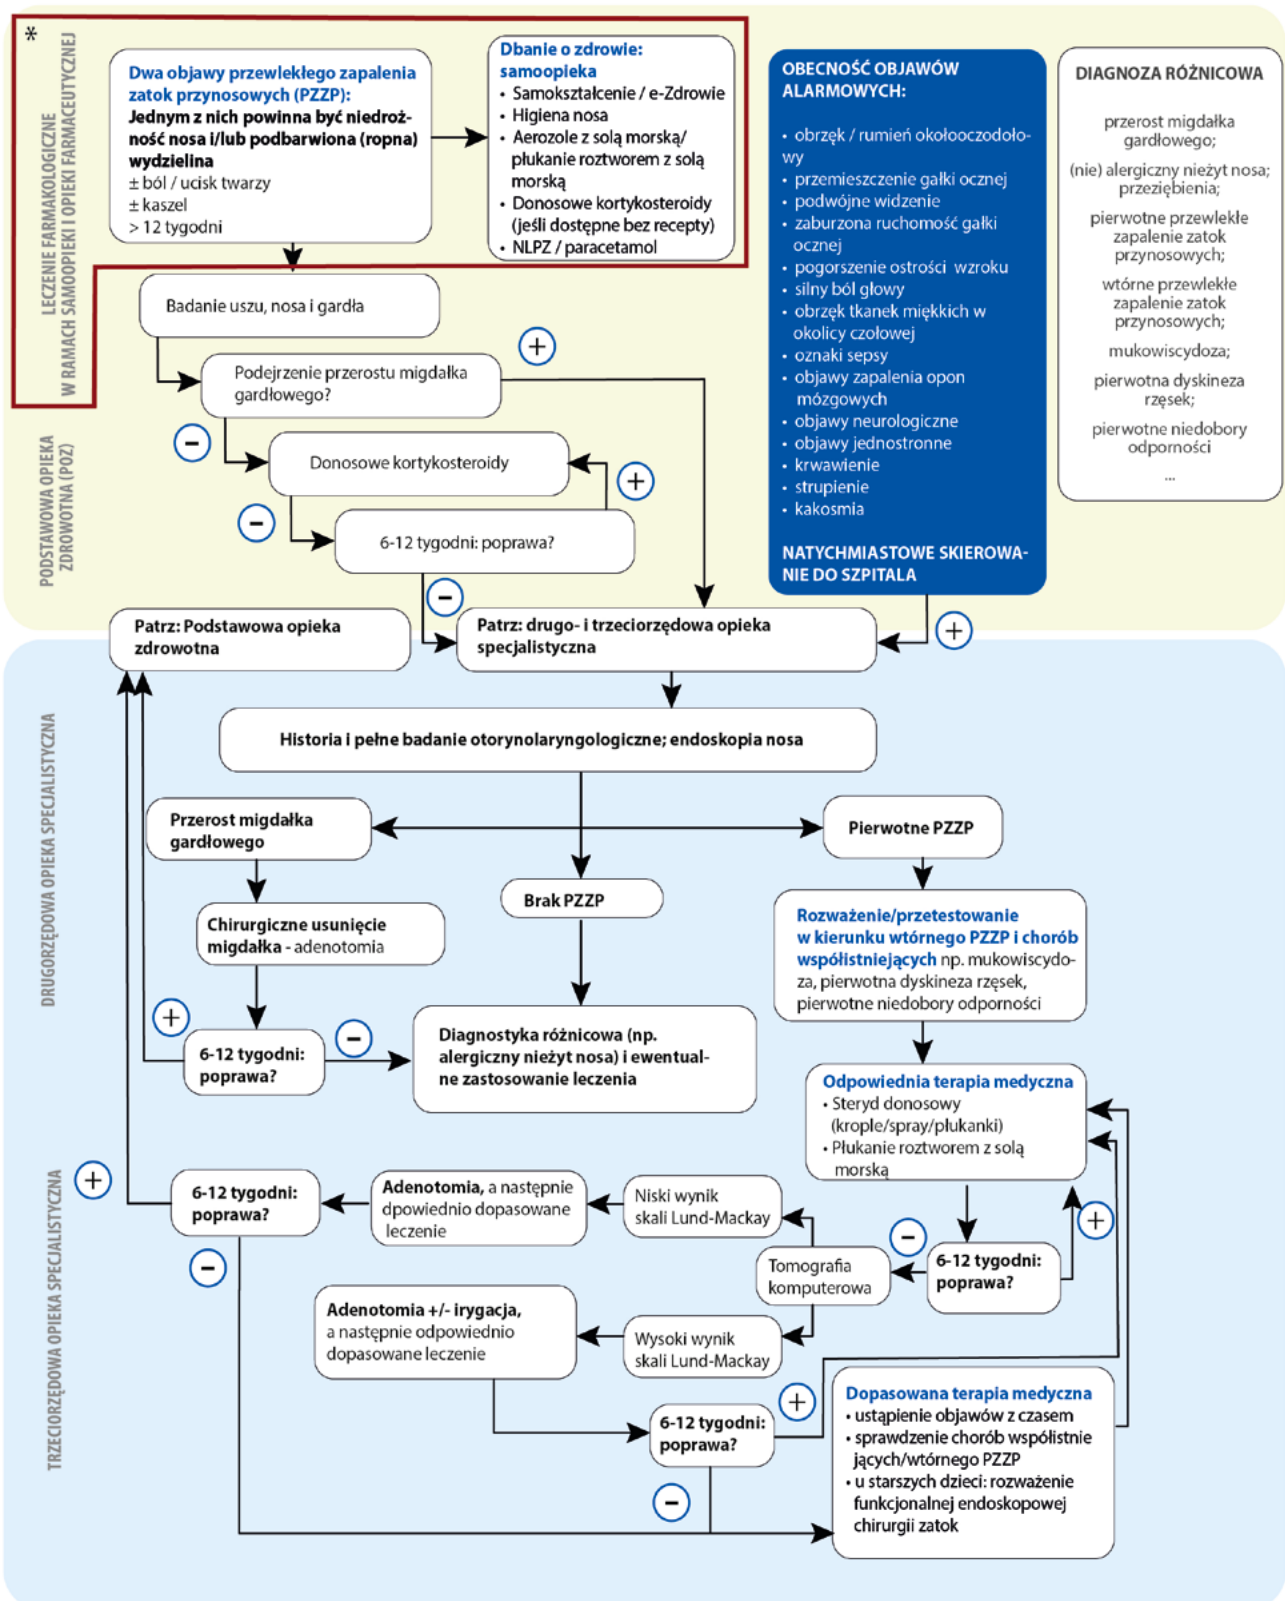 *
LECZENIE FARMAKOLOGICZNE
W RAMACH SAMOOPIEKI I OPIEKI FARMACEUTYCZNEJ
Dwa objawy przewlekłego zapalenia
zatok przynosowych (PZZP):
Jednym z nich powinna być niedroż-
ność nosa i/lub podbarwiona (ropna)
wydzielina
± ból / ucisk twarzy
± kaszel
> 12 tygodni
Dbanie o zdrowie:
samoopieka
• Samokształcenie / e-Zdrowie
• Higiena nosa
• Aerozole z solą morską/
płukanie roztworem z solą
morską
• Donosowe kortykosteroidy
(jeśli dostępne bez recepty)
• NLPZ / paracetamol
OBECNOŚĆ OBJAWÓW
ALARMOWYCH:
• obrzęk / rumień okołooczodoło-
wy
• przemieszczenie gałki ocznej
• podwójne widzenie
• zaburzona ruchomość gałki
ocznej
• pogorszenie ostrości wzroku
• silny ból głowy
• obrzęk tkanek miękkich w
okolicy czołowej
• oznaki sepsy
• objawy zapalenia opon
mózgowych
• objawy neurologiczne
• objawy jednostronne
• krwawienie
• strupienie
• kakosmia
NATYCHMIASTOWE SKIEROWA-
NIE DO SZPITALA
DIAGNOZA RÓŻNICOWA
przerost migdałka
gardłowego;
(nie) alergiczny nieżyt nosa;
przeziębienia;
pierwotne przewlekłe
zapalenie zatok
przynosowych;
wtórne przewlekłe
zapalenie zatok
przynosowych;
mukowiscydoza;
pierwotna dyskineza
rzęsek;
pierwotne niedobory
odporności
...
PODSTAWOWA OPIEKA
ZDROWOTNA (POZ)
Badanie uszu, nosa i gardła
+
Podejrzenie przerostu migdałka
gardłowego?
−
Donosowe kortykosteroidy
+
−
6-12 tygodni: poprawa?
−
Patrz: Podstawowa opieka
zdrowotna
Patrz: drugo- i trzeciorzędowa opieka
specjalistyczna
+
DRUGORZĘDOWA OPIEKA SPECJALISTYCZNA
Historia i pełne badanie otorynolaryngologiczne; endoskopia nosa
Przerost migdałka
gardłowego
Pierwotne PZZP
Brak PZZP
Chirurgiczne usunięcie
migdałka - adenotomia
Rozważenie/przetestowanie
w kierunku wtórnego PZZP i chorób
współistniejących np. mukowiscydo-
za, pierwotna dyskineza rzęsek,
pierwotne niedobory odporności
+
6-12 tygodni:
poprawa?
−
Diagnostyka różnicowa (np.
alergiczny nieżyt nosa) i ewentual-
ne zastosowanie leczenia
Odpowiednia terapia medyczna
• Steryd donosowy
(krople/spray/płukanki)
• Płukanie roztworem z solą
morską
TRZECIORZĘDOWA OPIEKA SPECJALISTYCZNA
+
6-12 tygodni:
poprawa?
−
Adenotomia, a następnie
dpowiednio dopasowane
leczenie
Niski wynik
skali Lund-Mackay
Tomografia
komputerowa
−
6-12 tygodni:
poprawa?
+
Adenotomia +/- irygacja,
a następnie odpowiednio
dopasowane leczenie
Wysoki wynik
skali Lund-Mackay
6-12 tygodni:
poprawa?
+
−
Dopasowana terapia medyczna
• ustąpienie objawów z czasem
• sprawdzenie chorób współistnie
jących/wtórnego PZZP
• u starszych dzieci: rozważenie
funkcjonalnej endoskopowej
chirurgii zatok